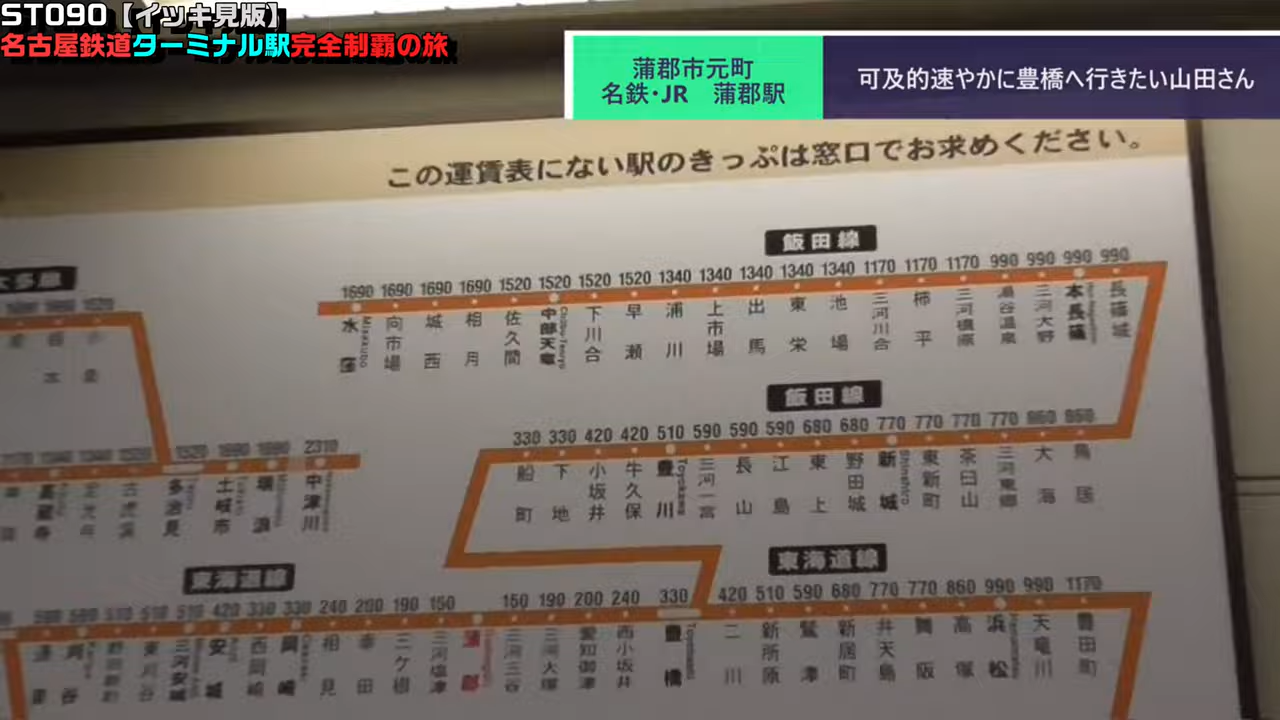 ST090【イッキ見版】
名古屋鉄道ターミナル駅完全制覇の旅
蒲郡市元町
名鉄・JR 蒲郡駅
可及的速やかに豊橋へ行きたい山田さん
この運賃表にない駅のきっぷは窓口でお求めください。
飯田線
1690 1690 1690 1690 1520 1520 1520 1520 1340 1340 1340 1340 1340 1170 1170 1170 990 990 990 990
水窪 向市場 城西 相月 佐久間 中部天竜 下川合 早瀬 浦川 上市場 出馬 東栄 池場 三河川合 柿平 三河槙原 湯谷温泉 三河大野 本長篠 長篠城
飯田線
330 330 420 420 510 590 590 590 680 680 770 770 770 770 860 860
船町 下地 小坂井 牛久保 豊川 Toyokawa 三河一宮 長山 江島 東上 野田城 新城 Shinshiro 東新町 茶臼山 三河東郷 大海 鳥居
1520 1690 1690 2310
多治見 土岐市 瑞浪 中津川
東海道線
510 420 330 330 240 200 190 150 150 190 200 240 330 420 510 590 680 770 770 860 990 990 1170
三河安城 安城 西岡崎 岡崎 相見 幸田 三ケ根 三河塩津 蒲郡 三河三谷 三河大塚 愛知御津 西小坂井 豊橋 二川 新所原 鷲津 新居町 弁天島 舞阪 高塚 浜松 天竜川 豊田町